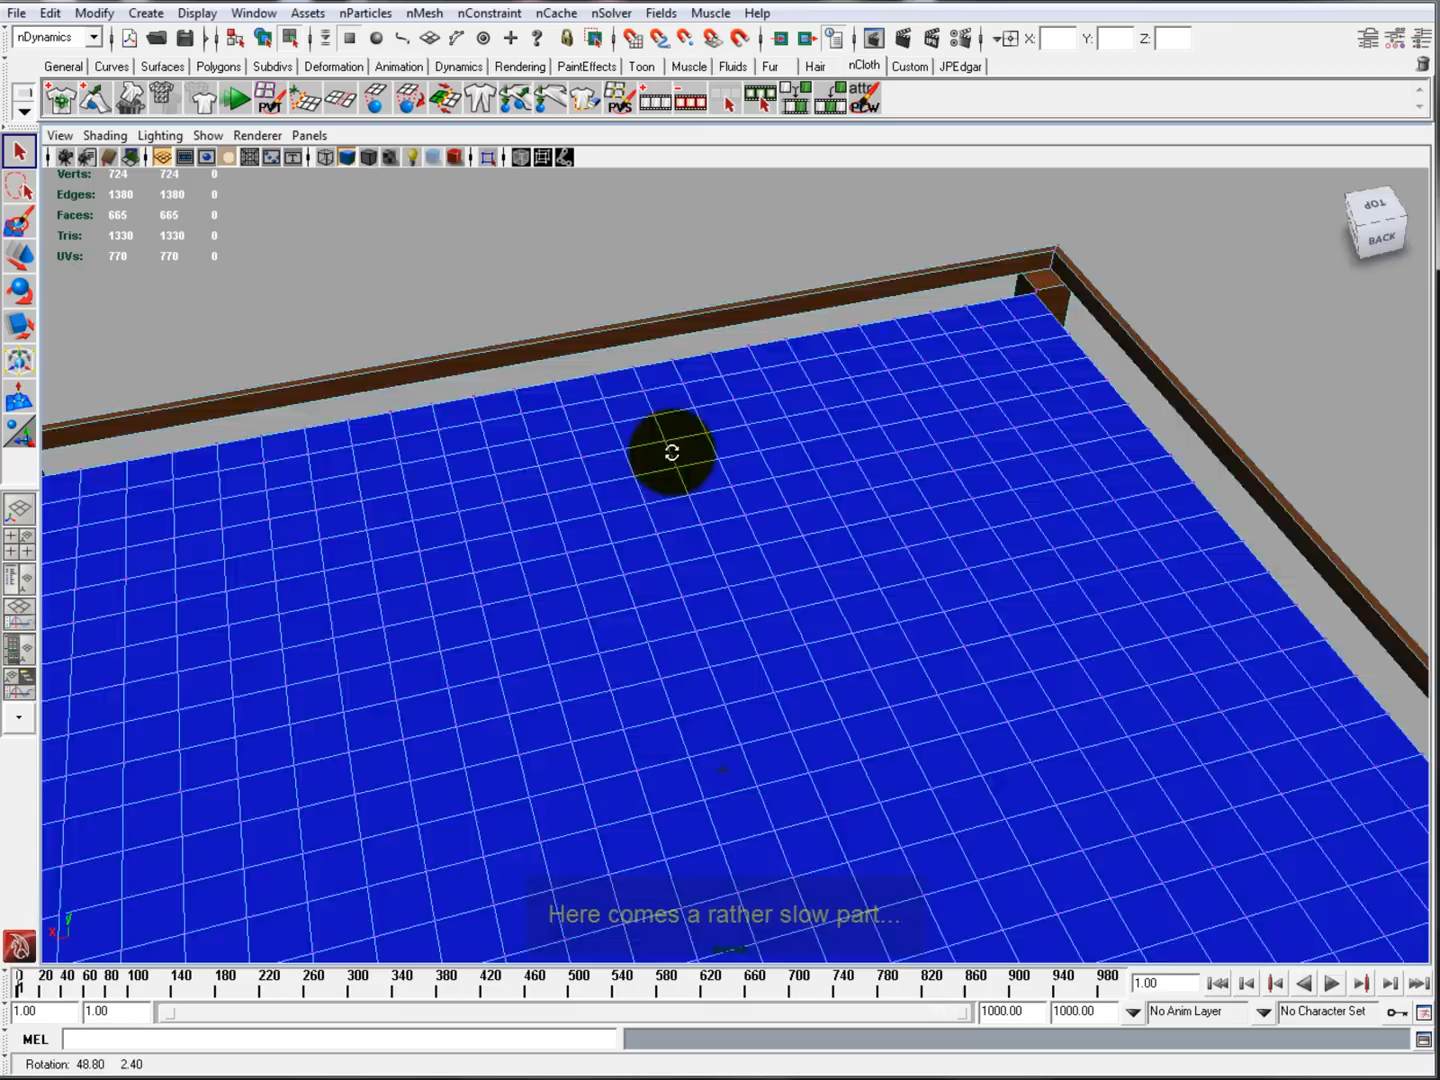 File Edit Modify Create Display Window Assets nParticles nMesh nConstraint nCache nSolver Fields Muscle Help
nDynamics X: Y: Z:
General Curves Surfaces Polygons Subdivs Deformation Animation Dynamics Rendering PaintEffects Toon Muscle Fluids Fur Hair nCloth Custom JPEdgar
PVT PVS attr PCW
View Shading Lighting Show Renderer Panels
Verts: 724 724 0
Edges: 1380 1380 0
Faces: 665 665 0
Tris: 1330 1330 0
UVs: 770 770 0
TOP
BACK
Here comes a rather slow part...
y
x
0 20 40 60 80 100 140 180 220 260 300 340 380 420 460 500 540 580 620 660 700 740 780 820 860 900 940 980 1.00
1.00 1.00 1000.00 1000.00 No Anim Layer No Character Set
MEL
Rotation: 48.80 2.40